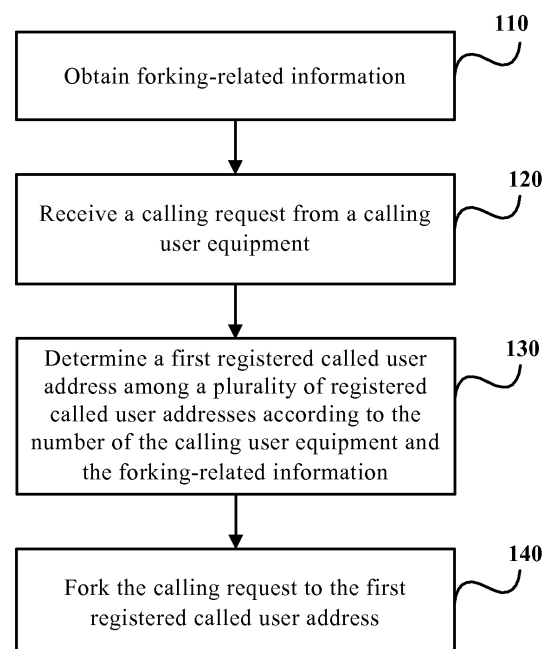 110
Obtain forking-related information
120
Receive a calling request from a calling
user equipment
130
Determine a first registered called user
address among a plurality of registered
called user addresses according to the
number of the calling user equipment and
the forking-related information
140
Fork the calling request to the first
registered called user address